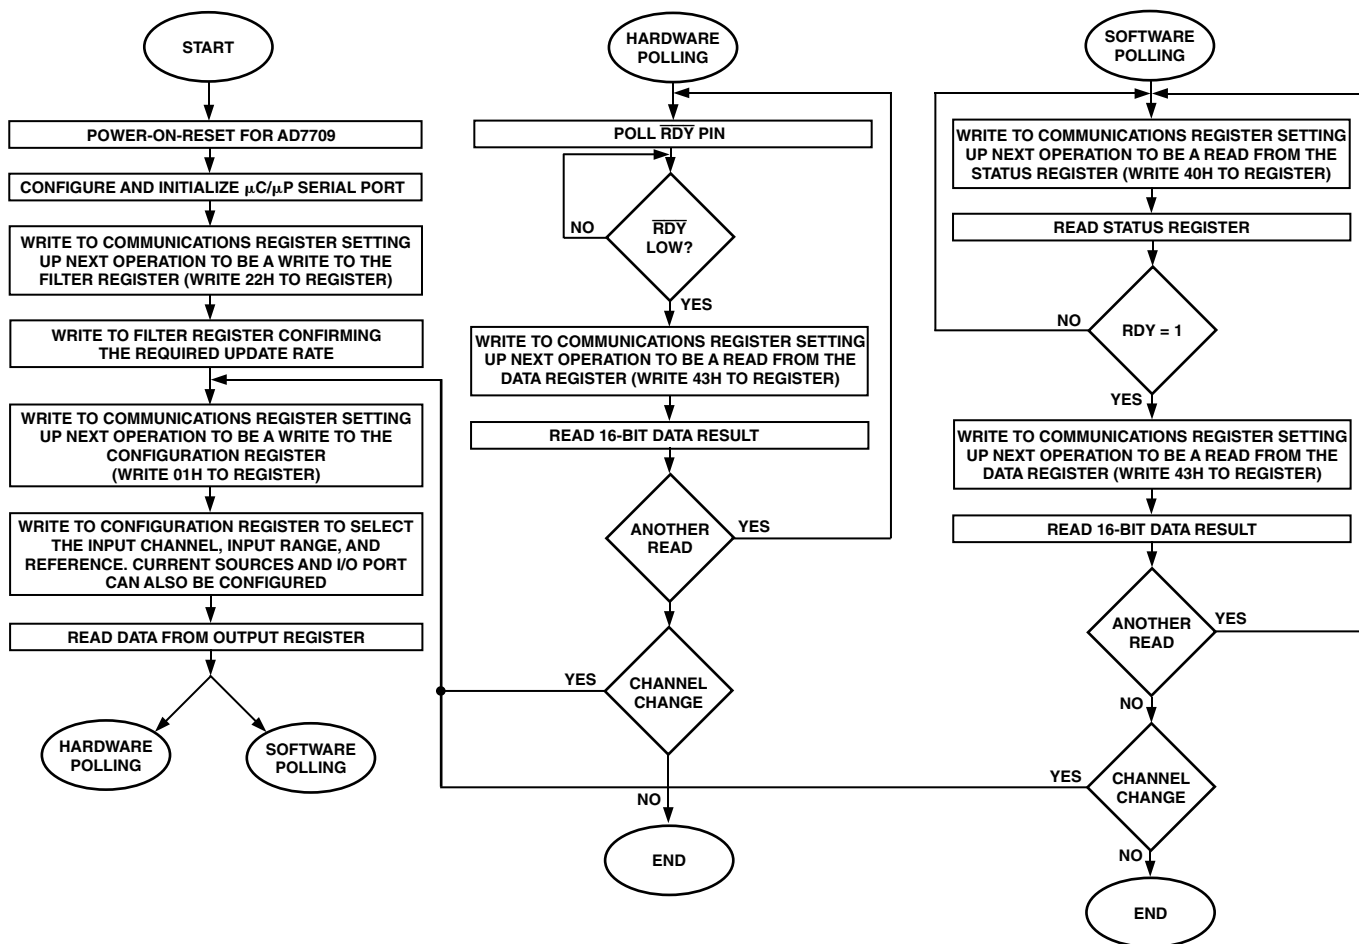 START
POWER-ON-RESET FOR AD7709
CONFIGURE AND INITIALIZE μC/μP SERIAL PORT
WRITE TO COMMUNICATIONS REGISTER SETTING
UP NEXT OPERATION TO BE A WRITE TO THE
FILTER REGISTER (WRITE 22H TO REGISTER)
WRITE TO FILTER REGISTER CONFIRMING
THE REQUIRED UPDATE RATE
WRITE TO COMMUNICATIONS REGISTER SETTING
UP NEXT OPERATION TO BE A WRITE TO THE
CONFIGURATION REGISTER
(WRITE 01H TO REGISTER)
WRITE TO CONFIGURATION REGISTER TO SELECT
THE INPUT CHANNEL, INPUT RANGE, AND
REFERENCE. CURRENT SOURCES AND I/O PORT
CAN ALSO BE CONFIGURED
READ DATA FROM OUTPUT REGISTER
HARDWARE
POLLING
SOFTWARE
POLLING
HARDWARE
POLLING
POLL R̅D̅Y̅ PIN
NO
R̅D̅Y̅
LOW?
YES
WRITE TO COMMUNICATIONS REGISTER SETTING
UP NEXT OPERATION TO BE A READ FROM THE
DATA REGISTER (WRITE 43H TO REGISTER)
READ 16-BIT DATA RESULT
ANOTHER
READ
YES
YES
CHANNEL
CHANGE
NO
END
SOFTWARE
POLLING
WRITE TO COMMUNICATIONS REGISTER SETTING
UP NEXT OPERATION TO BE A READ FROM THE
STATUS REGISTER (WRITE 40H TO REGISTER)
READ STATUS REGISTER
NO
RDY = 1
YES
WRITE TO COMMUNICATIONS REGISTER SETTING
UP NEXT OPERATION TO BE A READ FROM THE
DATA REGISTER (WRITE 43H TO REGISTER)
READ 16-BIT DATA RESULT
ANOTHER
READ
YES
NO
YES
CHANNEL
CHANGE
NO
END